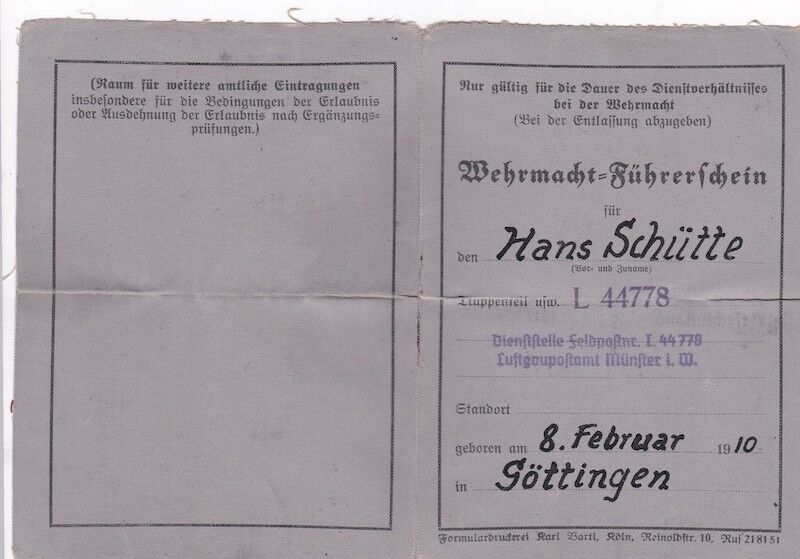 (Raum für weitere amtliche Eintragungen
insbesondere für die Bedingungen der Erlaubnis
oder Ausdehnung der Erlaubnis nach Ergänzungs-
prüfungen.)
Nur gültig für die Dauer des Dienstverhältnisses
bei der Wehrmacht
(Bei der Entlassung abzugeben)
Wehrmacht-Führerschein
für
den Hans Schütte
(Vor- und Zuname)
Truppenteil usw. L 44778
Dienststelle Feldpostnr. L 44 778
Luftgaupostamt Münster i. W.
Standort
geboren am 8. Februar 1910
in Göttingen
Formulardruckerei Karl Bartl, Köln, Reinoldstr. 10, Ruf 218151